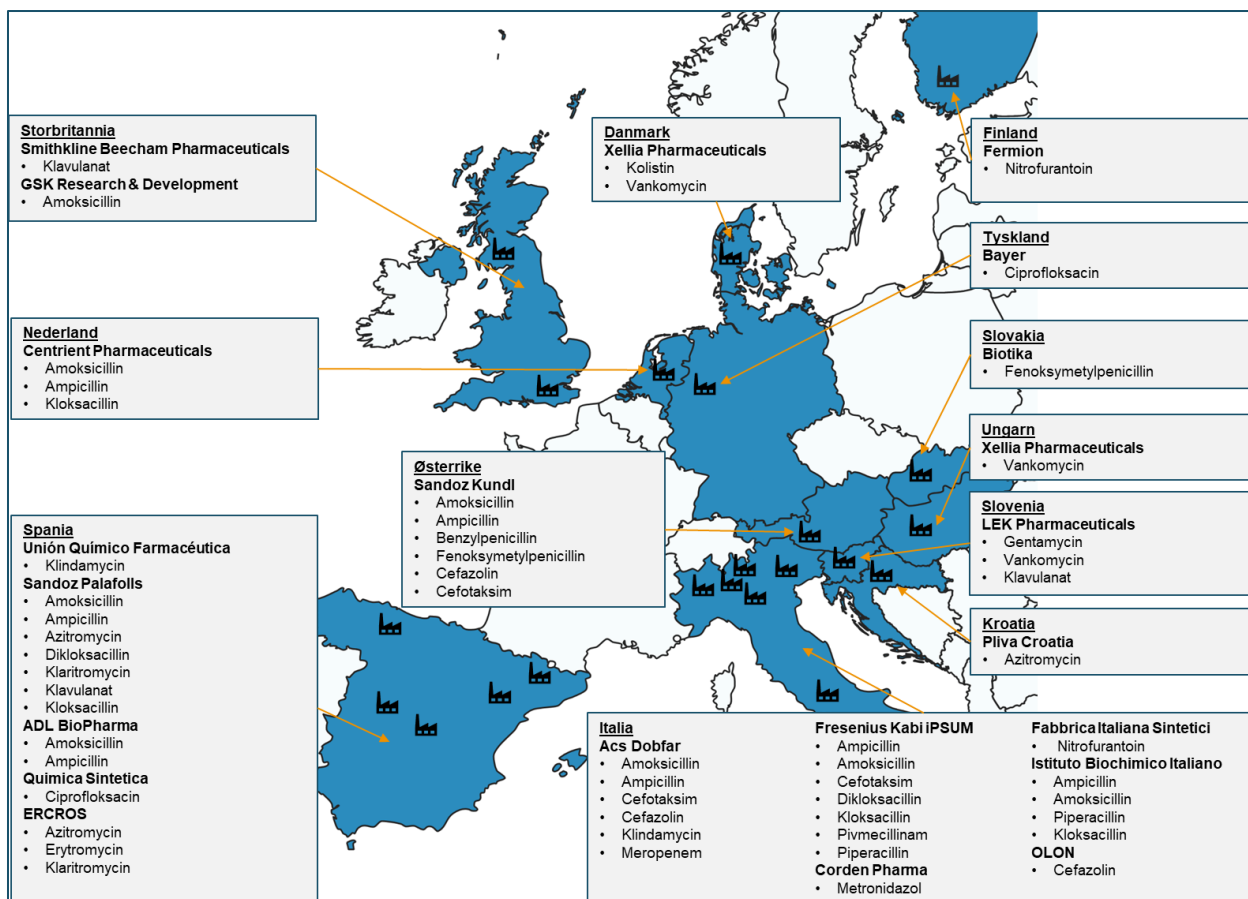 Storbritannia
Smithkline Beecham Pharmaceuticals
• Klavulanat
GSK Research & Development
• Amoksicillin
Danmark
Xellia Pharmaceuticals
• Kolistin
• Vankomycin
Finland
Fermion
• Nitrofurantoin
Tyskland
Bayer
• Ciprofloksacin
Nederland
Centrient Pharmaceuticals
• Amoksicillin
• Ampicillin
• Kloksacillin
Slovakia
Biotika
• Fenoksymetylpenicillin
Ungarn
Xellia Pharmaceuticals
• Vankomycin
Østerrike
Sandoz Kundl
• Amoksicillin
• Ampicillin
• Benzylpenicillin
• Fenoksymetylpenicillin
• Cefazolin
• Cefotaksim
Slovenia
LEK Pharmaceuticals
• Gentamycin
• Vankomycin
• Klavulanat
Kroatia
Pliva Croatia
• Azitromycin
Spania
Unión Químico Farmacéutica
• Klindamycin
Sandoz Palafolls
• Amoksicillin
• Ampicillin
• Azitromycin
• Dikloksacillin
• Klaritromycin
• Klavulanat
• Kloksacillin
ADL BioPharma
• Amoksicillin
• Ampicillin
Quimica Sintetica
• Ciprofloksacin
ERCROS
• Azitromycin
• Erytromycin
• Klaritromycin
Italia
Acs Dobfar
• Amoksicillin
• Ampicillin
• Cefotaksim
• Cefazolin
• Klindamycin
• Meropenem
Fresenius Kabi iPSUM
• Ampicillin
• Amoksicillin
• Cefotaksim
• Dikloksacillin
• Kloksacillin
• Pivmecillinam
• Piperacillin
Corden Pharma
• Metronidazol
Fabbrica Italiana Sintetici
• Nitrofurantoin
Istituto Biochimico Italiano
• Ampicillin
• Amoksicillin
• Piperacillin
• Kloksacillin
OLON
• Cefazolin